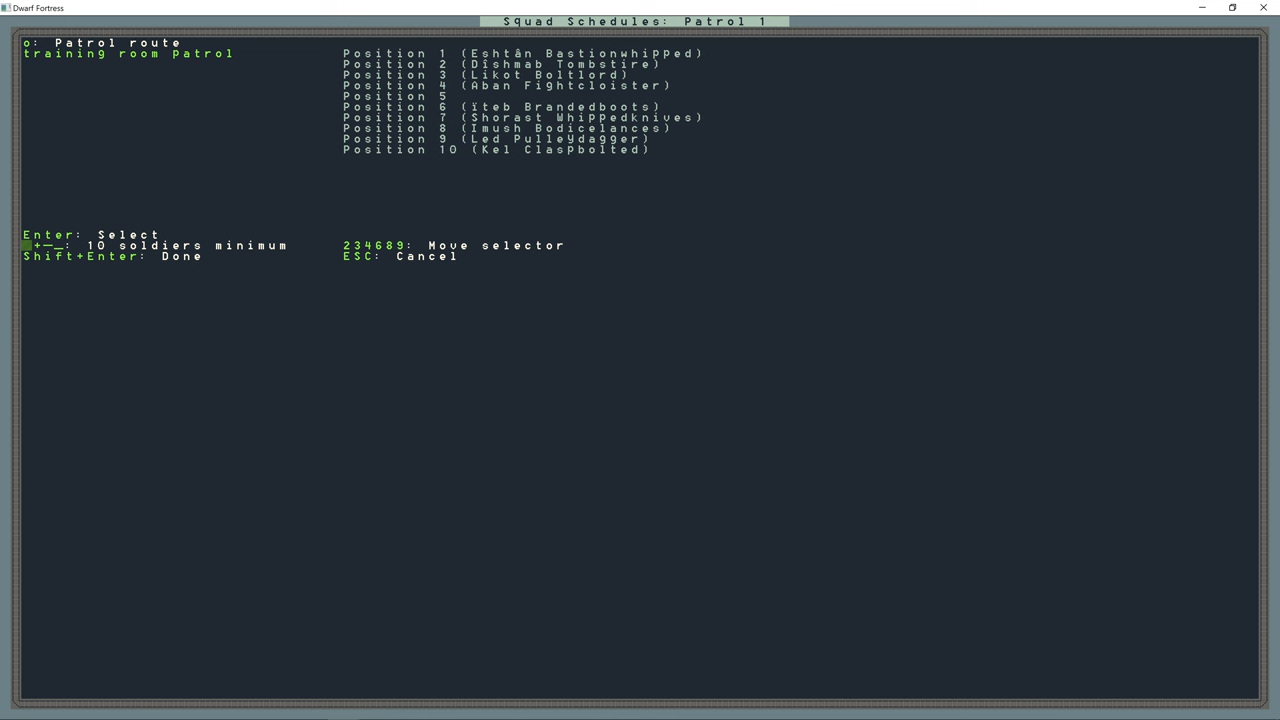 Dwarf Fortress
Squad Schedules: Patrol 1
o: Patrol route
training room Patrol
Position 1 (Eshtân Bastionwhipped)
Position 2 (Dîshmab Tombstire)
Position 3 (Likot Boltlord)
Position 4 (Aban Fightcloister)
Position 5
Position 6 (ïteb Brandedboots)
Position 7 (Shorast Whippedknives)
Position 8 (Imush Bodicelances)
Position 9 (Led Pulleydagger)
Position 10 (Kel Claspbolted)
Enter: Select
+-_: 10 soldiers minimum 234689: Move selector
Shift+Enter: Done ESC: Cancel